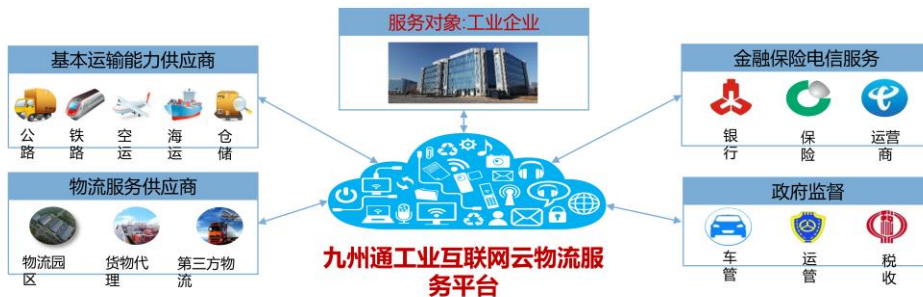 服务对象:工业企业
基本运输能力供应商
公路
铁路
空运
海运
仓储
物流服务供应商
物流园区
货物代理
第三方物流
金融保险电信服务
银行
保险
运营商
政府监督
车管
运管
税收
九州通工业互联网云物流服
务平台